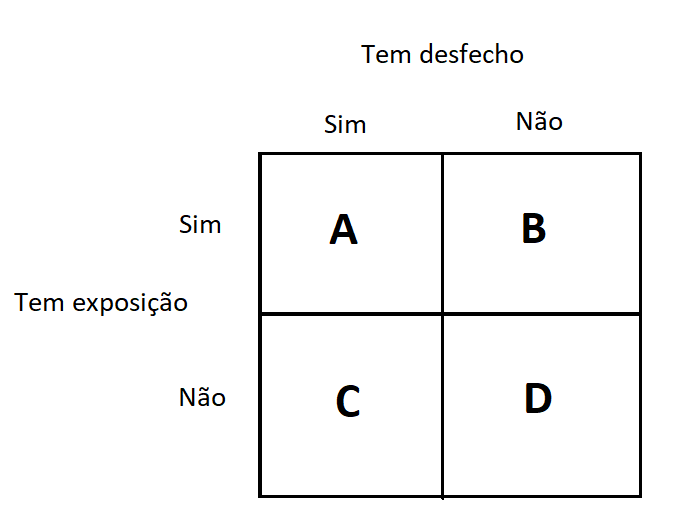 Tem desfecho
Sim Não
Sim A B
Tem exposição
Não C D